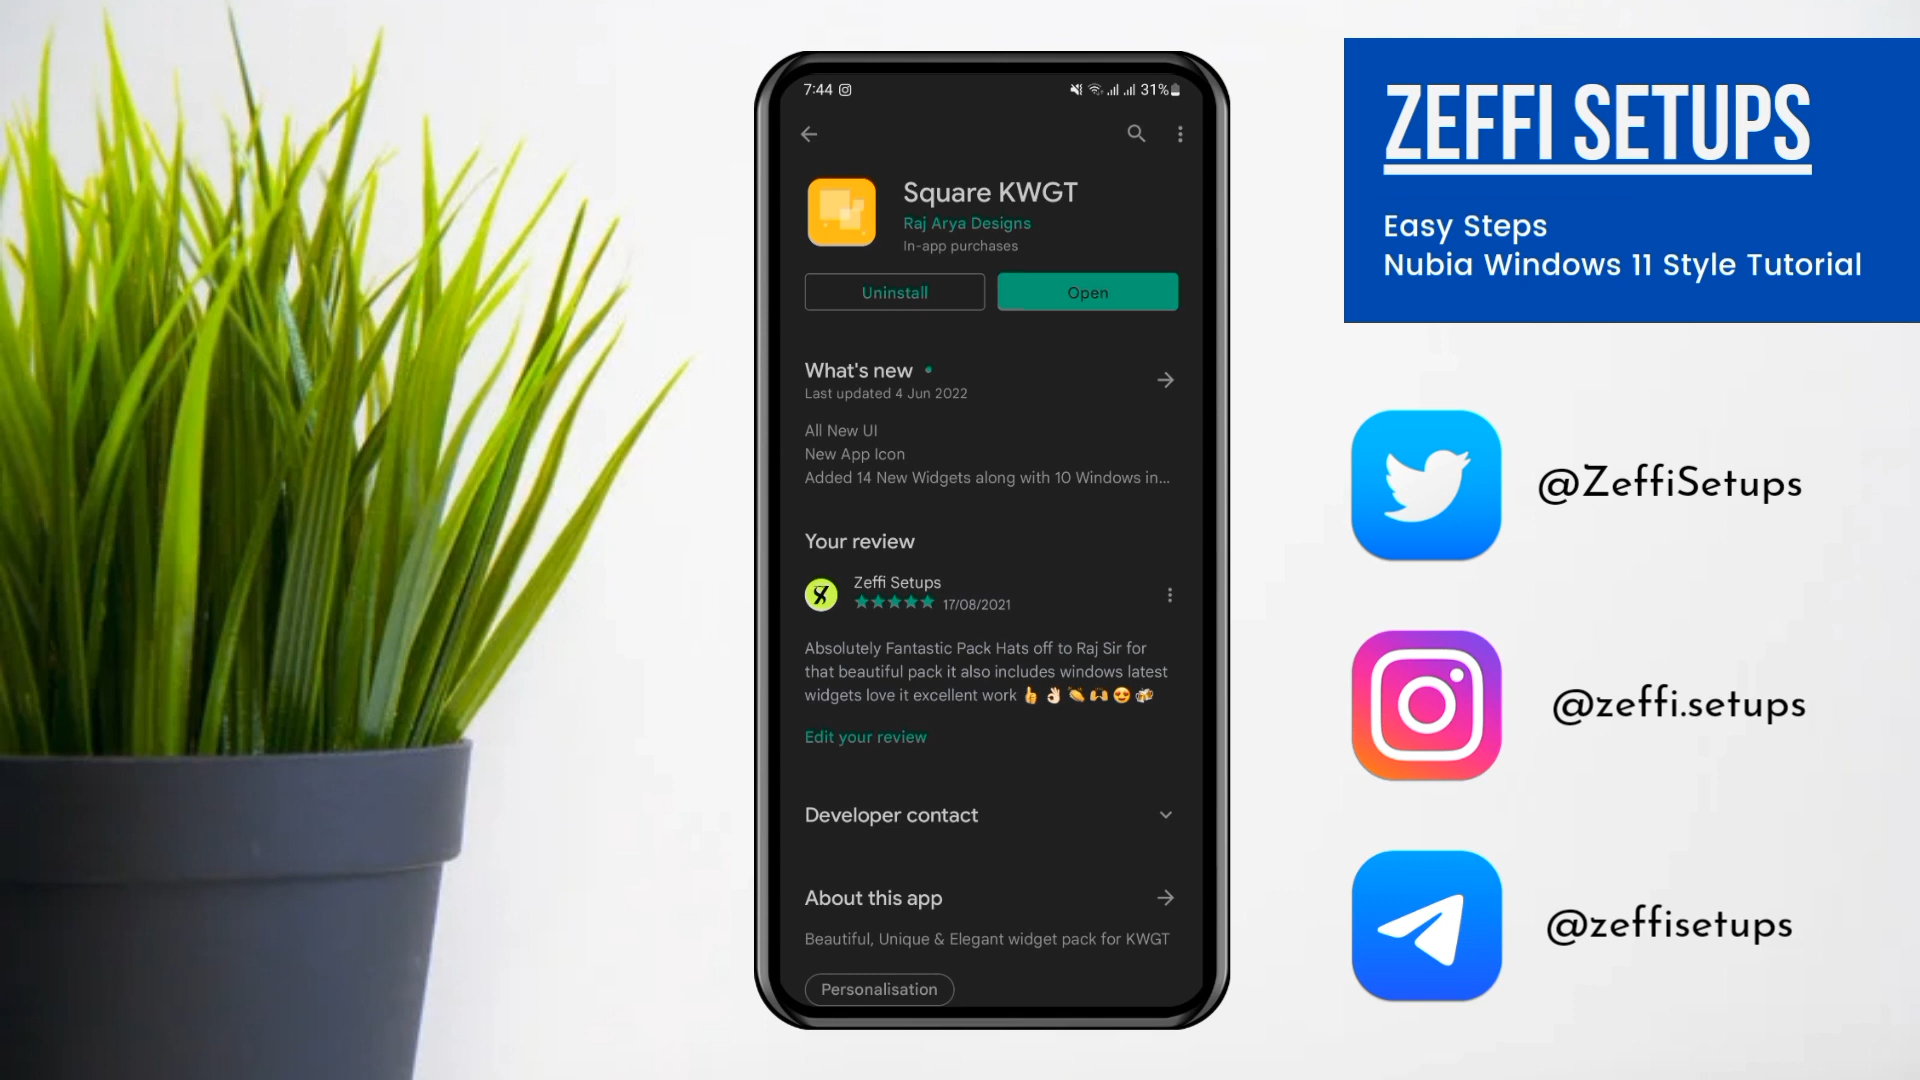 7:44
31%
Square KWGT
Raj Arya Designs
In-app purchases
Uninstall
Open
What's new
Last updated 4 Jun 2022
All New UI
New App Icon
Added 14 New Widgets along with 10 Windows in...
Your review
Zeffi Setups
17/08/2021
Absolutely Fantastic Pack Hats off to Raj Sir for
that beautiful pack it also includes windows latest
widgets love it excellent work 👍👌👏🙌😍🍻
Edit your review
Developer contact
About this app
Beautiful, Unique & Elegant widget pack for KWGT
Personalisation
ZEFFI SETUPS
Easy Steps
Nubia Windows 11 Style Tutorial
@ZeffiSetups
@zeffi.setups
@zeffisetups